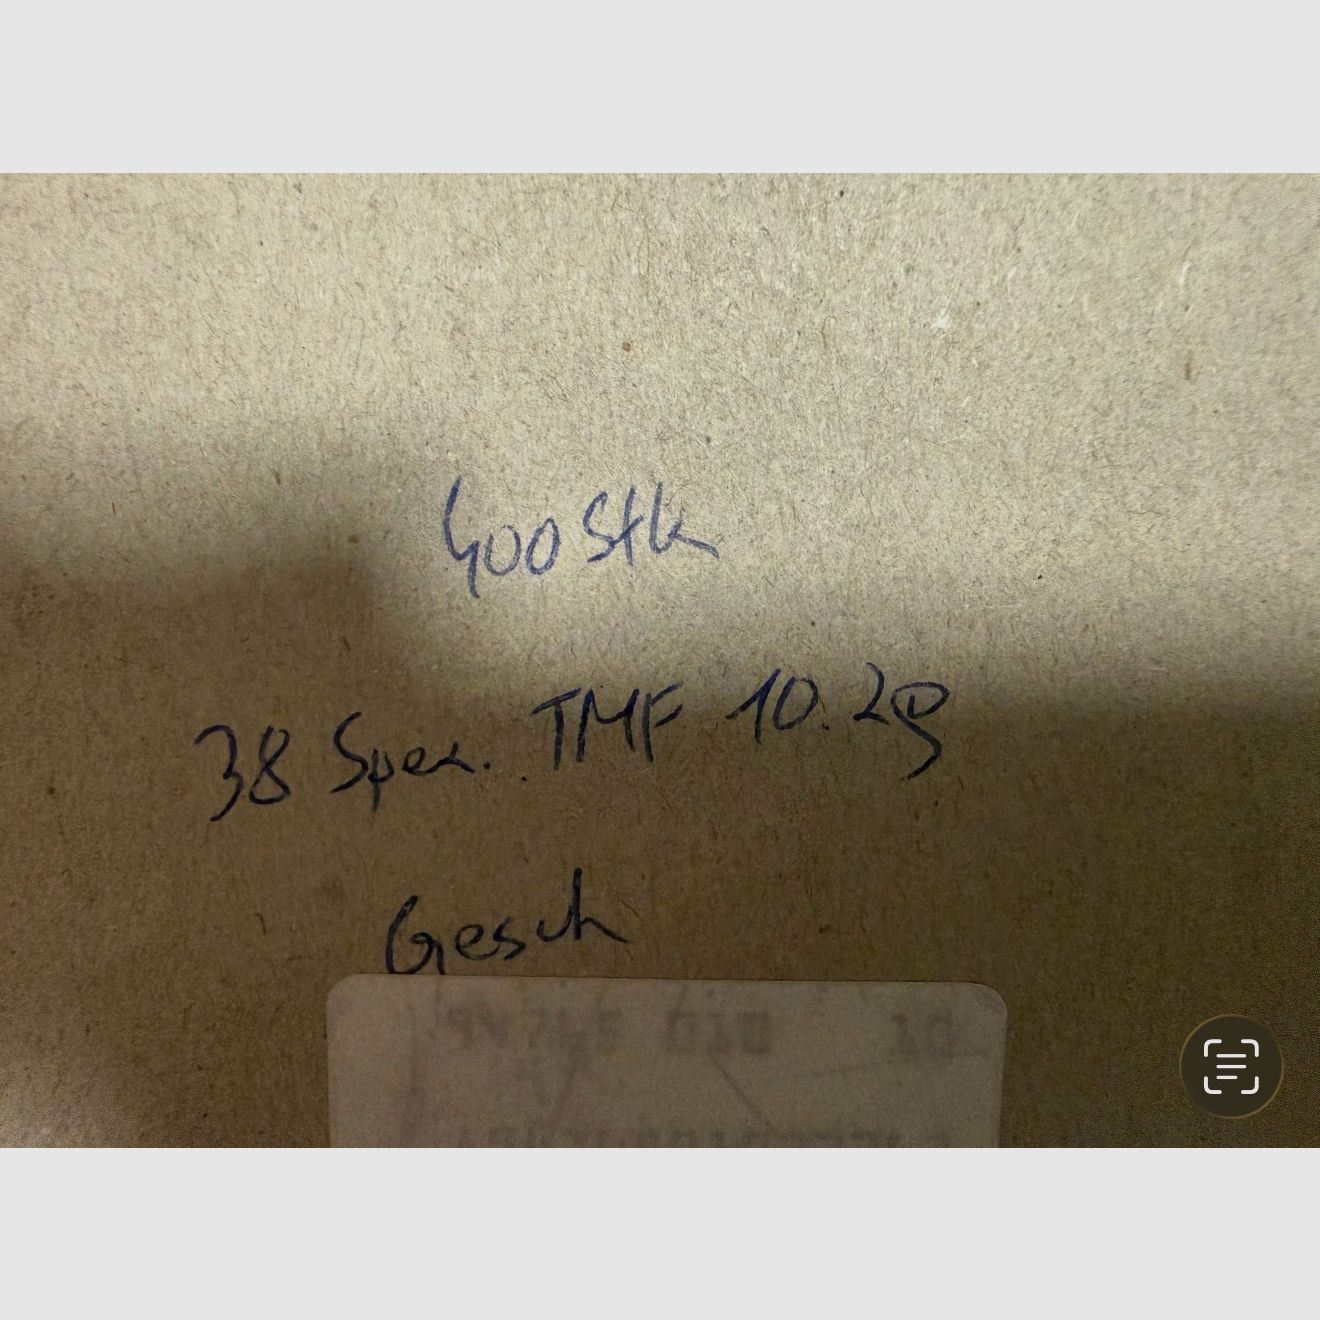 400 Stk
38 Spez. TMF 10.2g
Gesch